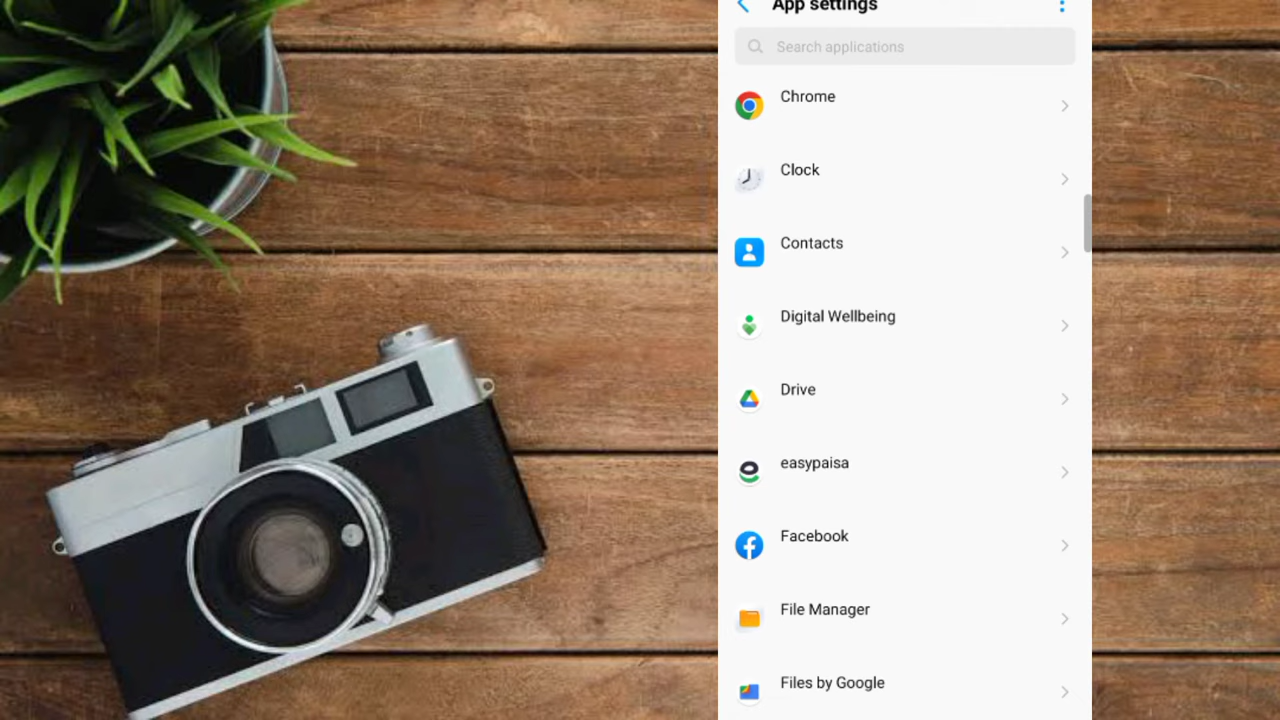 App settings
Search applications
Chrome
Clock
Contacts
Digital Wellbeing
Drive
easypaisa
Facebook
File Manager
Files by Google